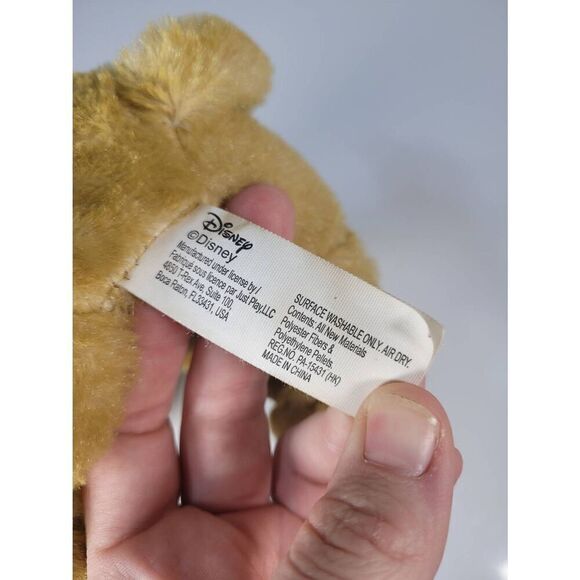 Disney
©Disney
Manufactured under license by/
Fabriqué sous licence par Just Play,LLC
4850 T-Rex Ave, Suite 100,
Boca Raton, FL33431, USA
SURFACE WASHABLE ONLY. AIR DRY.
Contents: All New Materials
Polyester Fibers &
Polyethylene Pellets.
REG.NO. PA-15431 (HK)
MADE IN CHINA